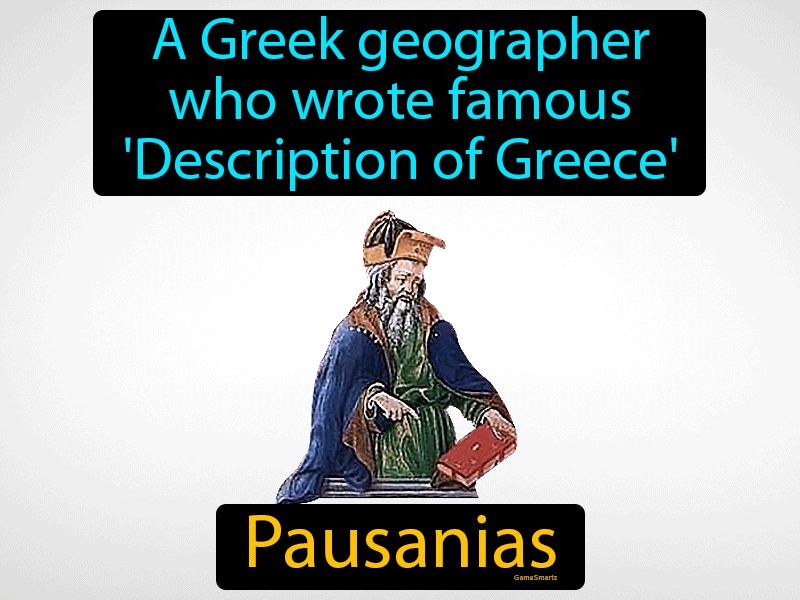 A Greek geographer
who wrote famous
'Description of Greece'
Pausanias
GameSmartz